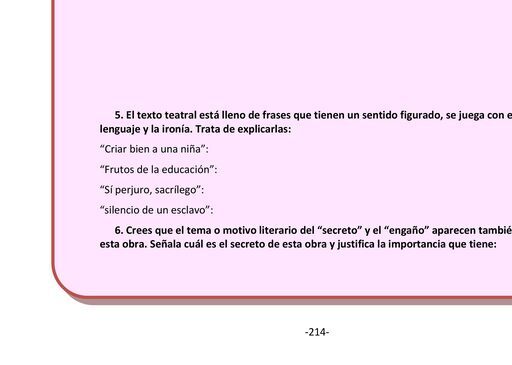 5. El texto teatral está lleno de frases que tienen un sentido figurado, se juega con e
lenguaje y la ironía. Trata de explicarlas:
“Criar bien a una niña”:
“Frutos de la educación”:
“Sí perjuro, sacrílego”:
“silencio de un esclavo”:
6. Crees que el tema o motivo literario del “secreto” y el “engaño” aparecen tambié
esta obra. Señala cuál es el secreto de esta obra y justifica la importancia que tiene:
-214-